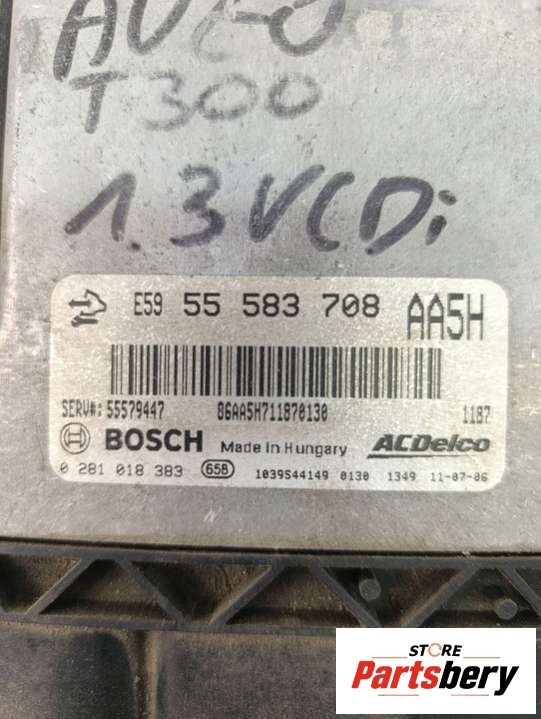 AVEO
T300
1.3VCDi
E59 55 583 708 AA5H
SERV#: 55579447 86AA5H711870130 1187
BOSCH Made in Hungary ACDelco
0 281 018 383 658 1039S44149 0130 1349 11-07-06
STORE
Partsbery